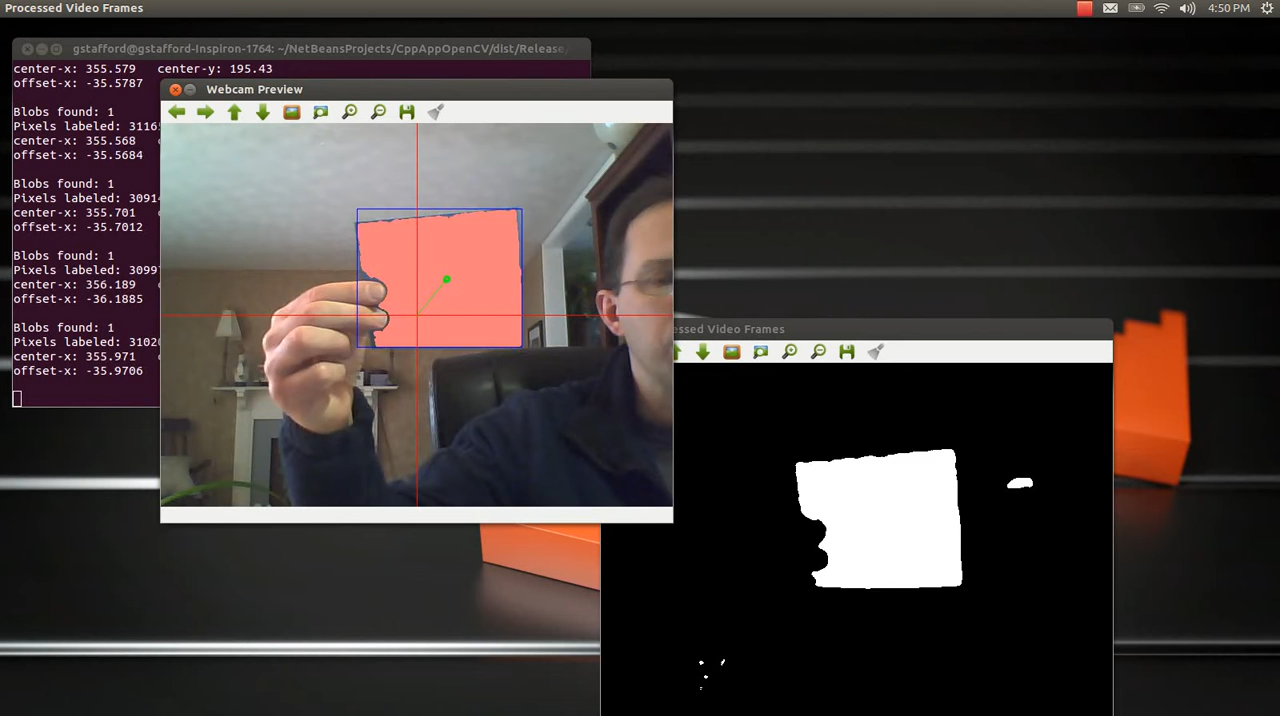 Processed Video Frames
4:50 PM
gstafford@gstafford-Inspiron-1764: ~/NetBeansProjects/CppAppOpenCV/dist/Release
center-x: 355.579 center-y: 195.43
offset-x: -35.5787
Blobs found: 1
Pixels labeled: 3116
center-x: 355.568
offset-x: -35.5684
Blobs found: 1
Pixels labeled: 3091
center-x: 355.701
offset-x: -35.7012
Blobs found: 1
Pixels labeled: 3099
center-x: 356.189
offset-x: -36.1885
Blobs found: 1
Pixels labeled: 3102
center-x: 355.971
offset-x: -35.9706
Webcam Preview
essed Video Frames